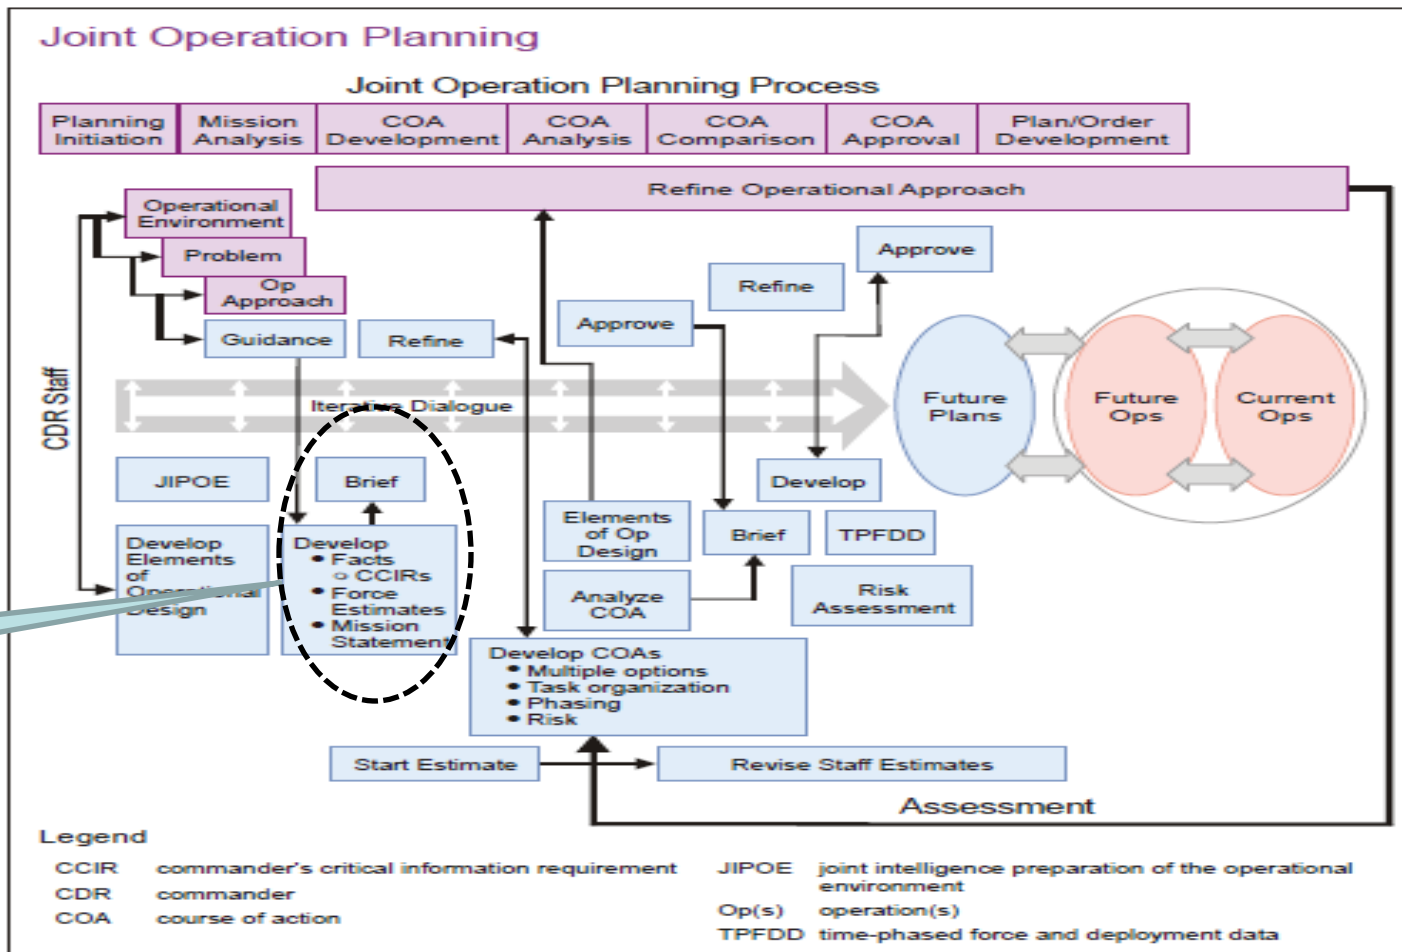 Joint Operation Planning
Joint Operation Planning Process
Planning
Initiation
Mission
Analysis
COA
Development
COA
Analysis
COA
Comparison
COA
Approval
Plan/Order
Development
Refine Operational Approach
Operational
Environment
Problem
Op
Approach
Guidance
Refine
Approve
Refine
Approve
CDR Staff
Iterative Dialogue
Future
Plans
Future
Ops
Current
Ops
JIPOE
Brief
Develop
Develop
Elements
of
Operational
Design
Develop
• Facts
○ CCIRs
• Force
Estimates
• Mission
Statement
Elements
of Op
Design
Brief
TPFDD
Analyze
COA
Risk
Assessment
Develop COAs
• Multiple options
• Task organization
• Phasing
• Risk
Start Estimate
Revise Staff Estimates
Assessment
Legend
CCIR commander's critical information requirement
CDR commander
COA course of action
JIPOE joint intelligence preparation of the operational
environment
Op(s) operation(s)
TPFDD time-phased force and deployment data